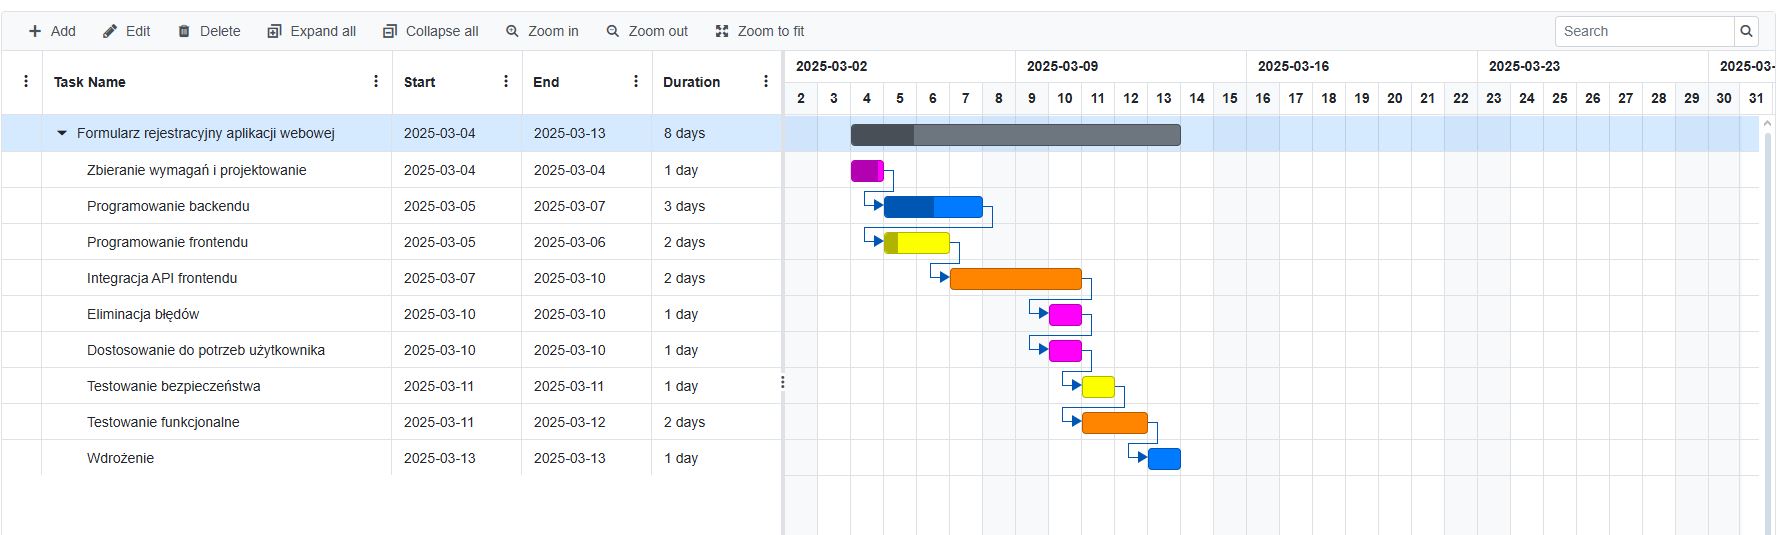 Add Edit Delete Expand all Collapse all Zoom in Zoom out Zoom to fit Search
Task Name Start End Duration
2025-03-02 2025-03-09 2025-03-16 2025-03-23 2025-03-
2 3 4 5 6 7 8 9 10 11 12 13 14 15 16 17 18 19 20 21 22 23 24 25 26 27 28 29 30 31
Formularz rejestracyjny aplikacji webowej 2025-03-04 2025-03-13 8 days
Zbieranie wymagań i projektowanie 2025-03-04 2025-03-04 1 day
Programowanie backendu 2025-03-05 2025-03-07 3 days
Programowanie frontendu 2025-03-05 2025-03-06 2 days
Integracja API frontendu 2025-03-07 2025-03-10 2 days
Eliminacja błędów 2025-03-10 2025-03-10 1 day
Dostosowanie do potrzeb użytkownika 2025-03-10 2025-03-10 1 day
Testowanie bezpieczeństwa 2025-03-11 2025-03-11 1 day
Testowanie funkcjonalne 2025-03-11 2025-03-12 2 days
Wdrożenie 2025-03-13 2025-03-13 1 day